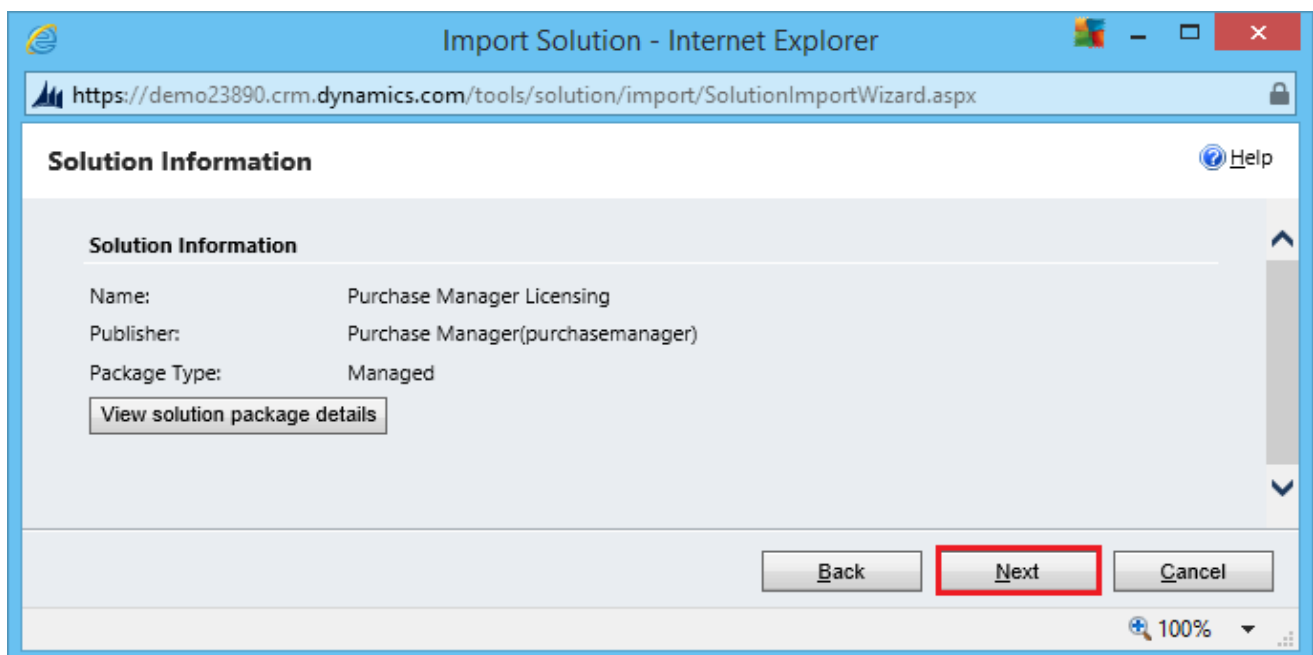 Import Solution - Internet Explorer
https://demo23890.crm.dynamics.com/tools/solution/import/SolutionImportWizard.aspx
Solution Information
Help
Solution Information
Name: Purchase Manager Licensing
Publisher: Purchase Manager(purchasemanager)
Package Type: Managed
View solution package details
Back Next Cancel
100%